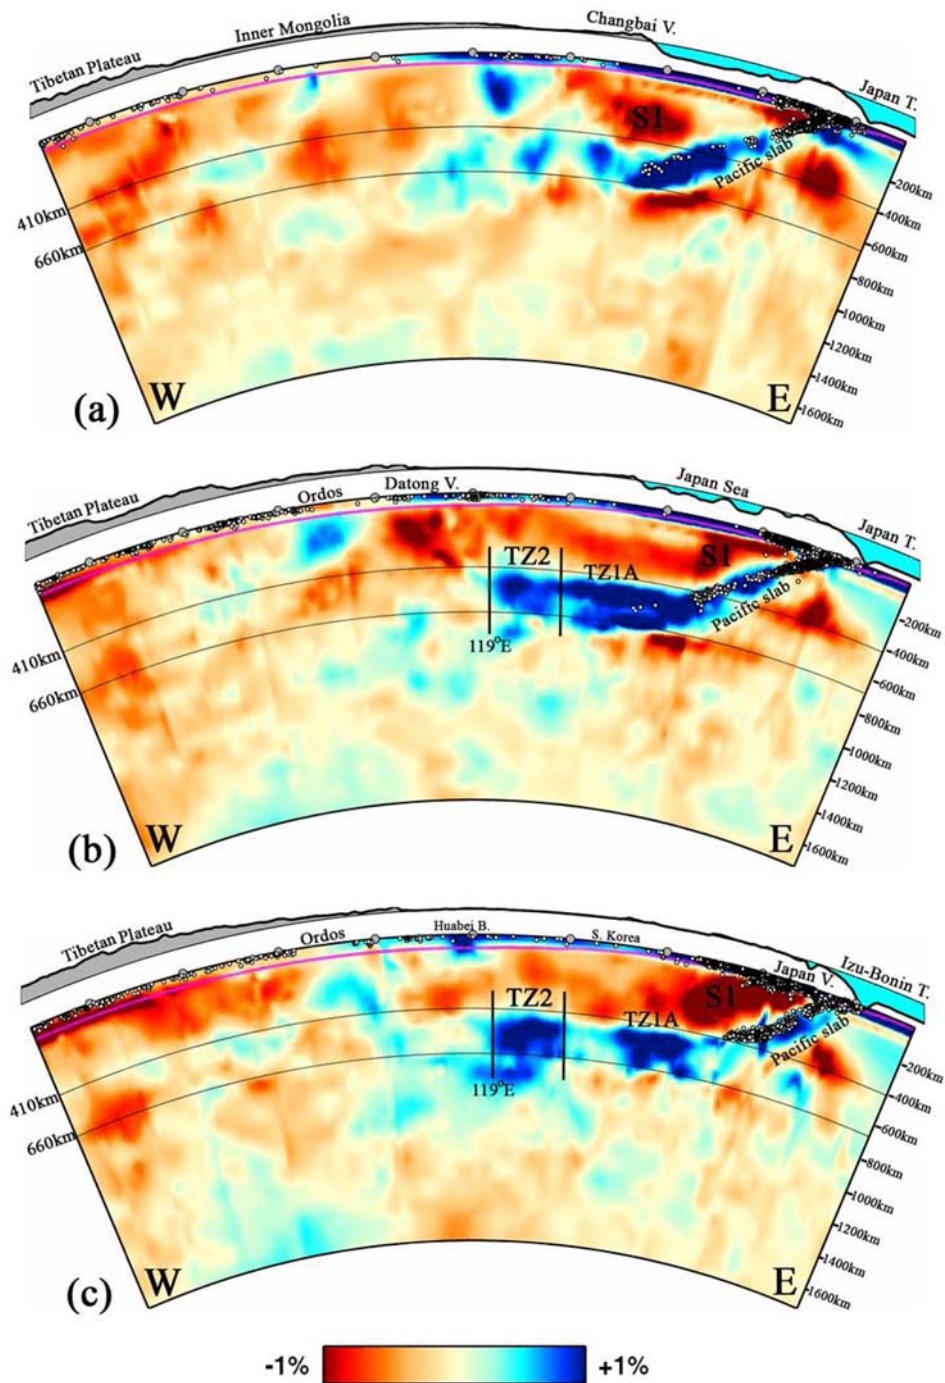 Tibetan Plateau
Inner Mongolia
Changbai V.
Japan T.
S1
Pacific slab
410km
660km
200km
400km
600km
800km
1000km
1200km
1400km
1600km
W
E
(a)
Tibetan Plateau
Ordos
Datong V.
Japan Sea
Japan T.
TZ2
TZ1A
S1
Pacific slab
119°E
410km
660km
200km
400km
600km
800km
1000km
1200km
1400km
1600km
W
E
(b)
Tibetan Plateau
Ordos
Huabei B.
S. Korea
Japan V.
Izu-Bonin T.
TZ2
TZ1A
S1
Pacific slab
119°E
410km
660km
200km
400km
600km
800km
1000km
1200km
1400km
1600km
W
E
(c)
-1%
+1%